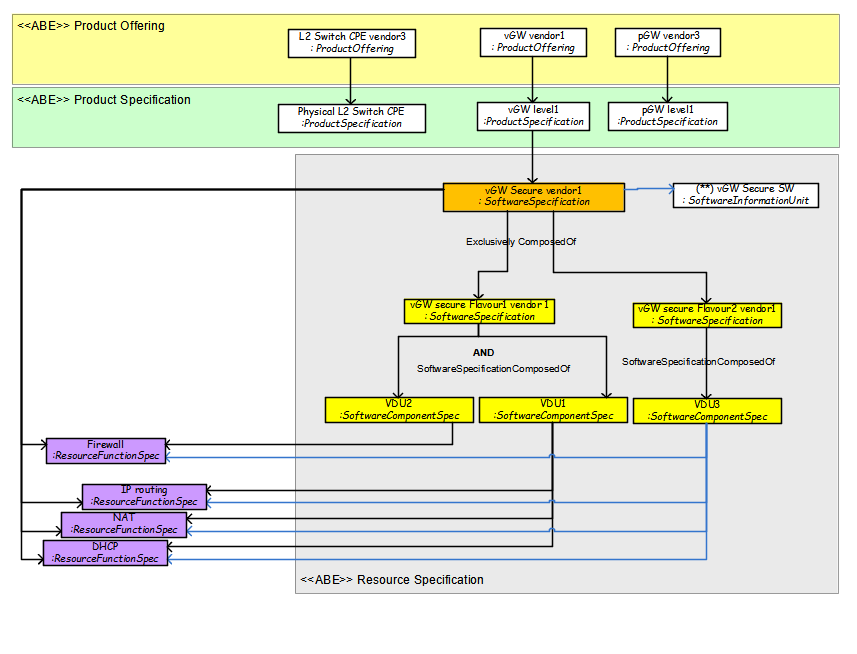 <<ABE>> Product Offering
L2 Switch CPE vendor3
: ProductOffering
vGW vendor1
: ProductOffering
pGW vendor3
: ProductOffering
<<ABE>> Product Specification
Physical L2 Switch CPE
:ProductSpecification
vGW level1
:ProductSpecification
pGW level1
:ProductSpecification
vGW Secure vendor1
: SoftwareSpecification
(**) vGW Secure SW
: SoftwareInformationUnit
Exclusively ComposedOf
vGW secure Flavour1 vendor 1
: SoftwareSpecification
vGW secure Flavour2 vendor1
: SoftwareSpecification
AND
SoftwareSpecificationComposedOf
SoftwareSpecificationComposedOf
VDU2
:SoftwareComponentSpec
VDU1
:SoftwareComponentSpec
VDU3
:SoftwareComponentSpec
Firewall
:ResourceFunctionSpec
IP routing
:ResourceFunctionSpec
NAT
:ResourceFunctionSpec
DHCP
:ResourceFunctionSpec
<<ABE>> Resource Specification